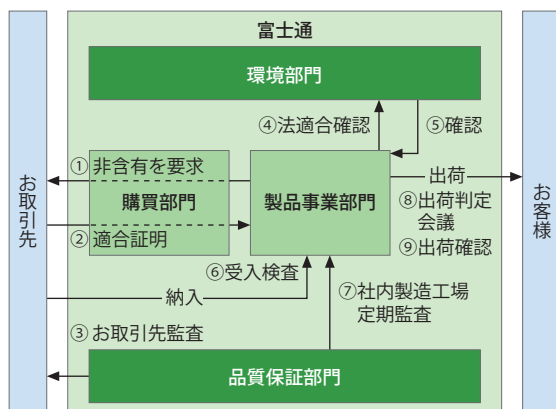 富士通
環境部門
④法適合確認
⑤確認
①非含有を要求
お取引先
購買部門
製品事業部門
出荷
お客様
②適合証明
⑧出荷判定
会議
⑨出荷確認
⑥受入検査
納入
⑦社内製造工場
定期監査
③お取引先監査
品質保証部門